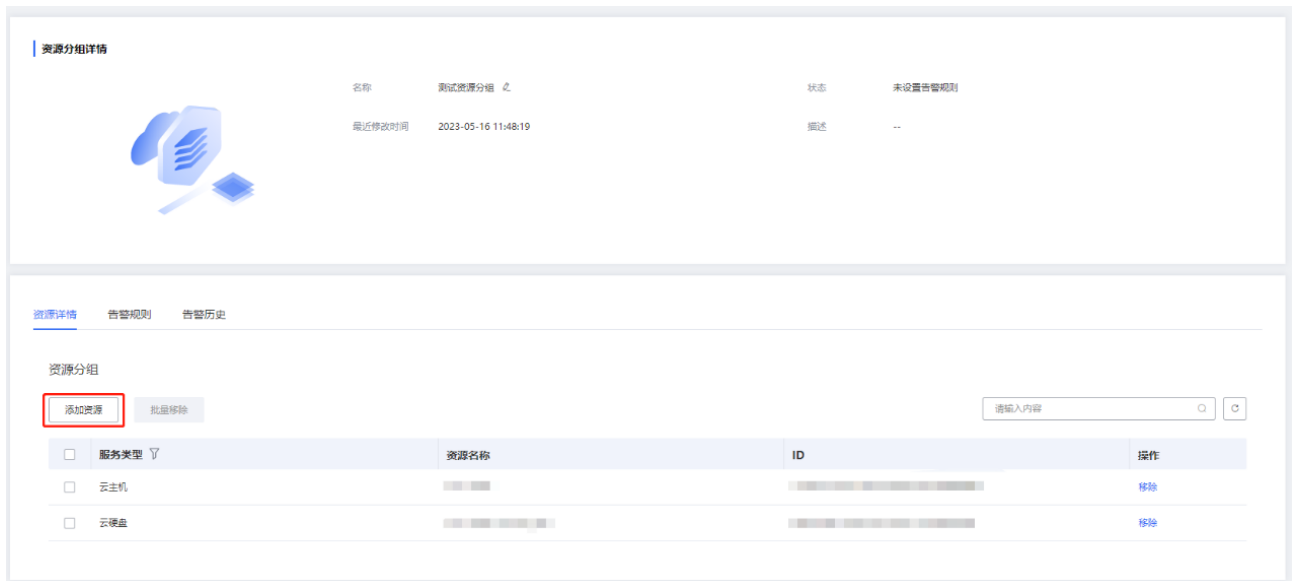 资源分组详情
名称 测试资源分组 状态 未设置告警规则
最近修改时间 2023-05-16 11:48:19 描述 --
资源详情 告警规则 告警历史
资源分组
添加资源 批量移除 请输入内容
服务类型 资源名称 ID 操作
云主机 移除
云硬盘 移除